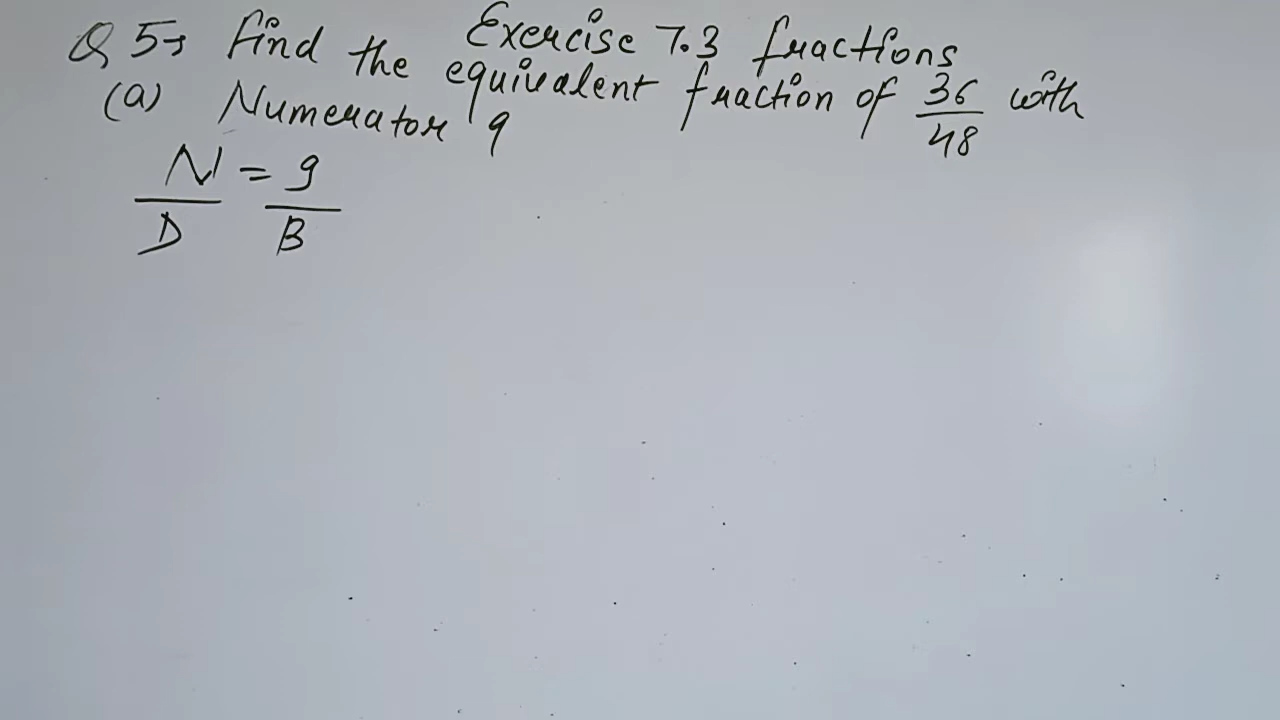 Exercise 7.3 fractions
Q 5→ Find the equivalent fraction of 36/48 with
(a) Numerator 9
N/D = 9/B